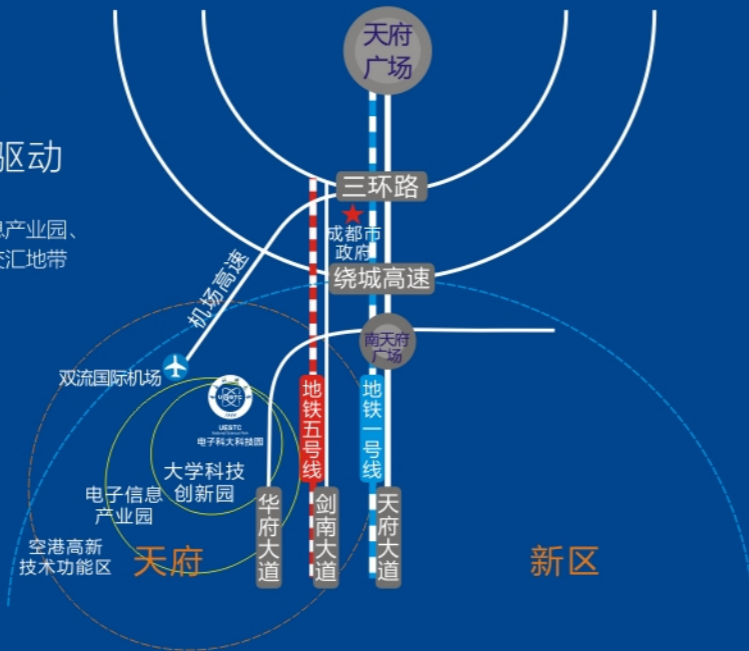 天府
广场
驱动
三环路
息产业园、
成都市
政府
交汇地带
绕城高速
机场高速
南天府
广场
双流国际机场
UESTC
电子科大科技园
地铁五号线
地铁一号线
大学科技
创新园
电子信息
产业园
华府大道
剑南大道
天府大道
空港高新
技术功能区
天府
新区